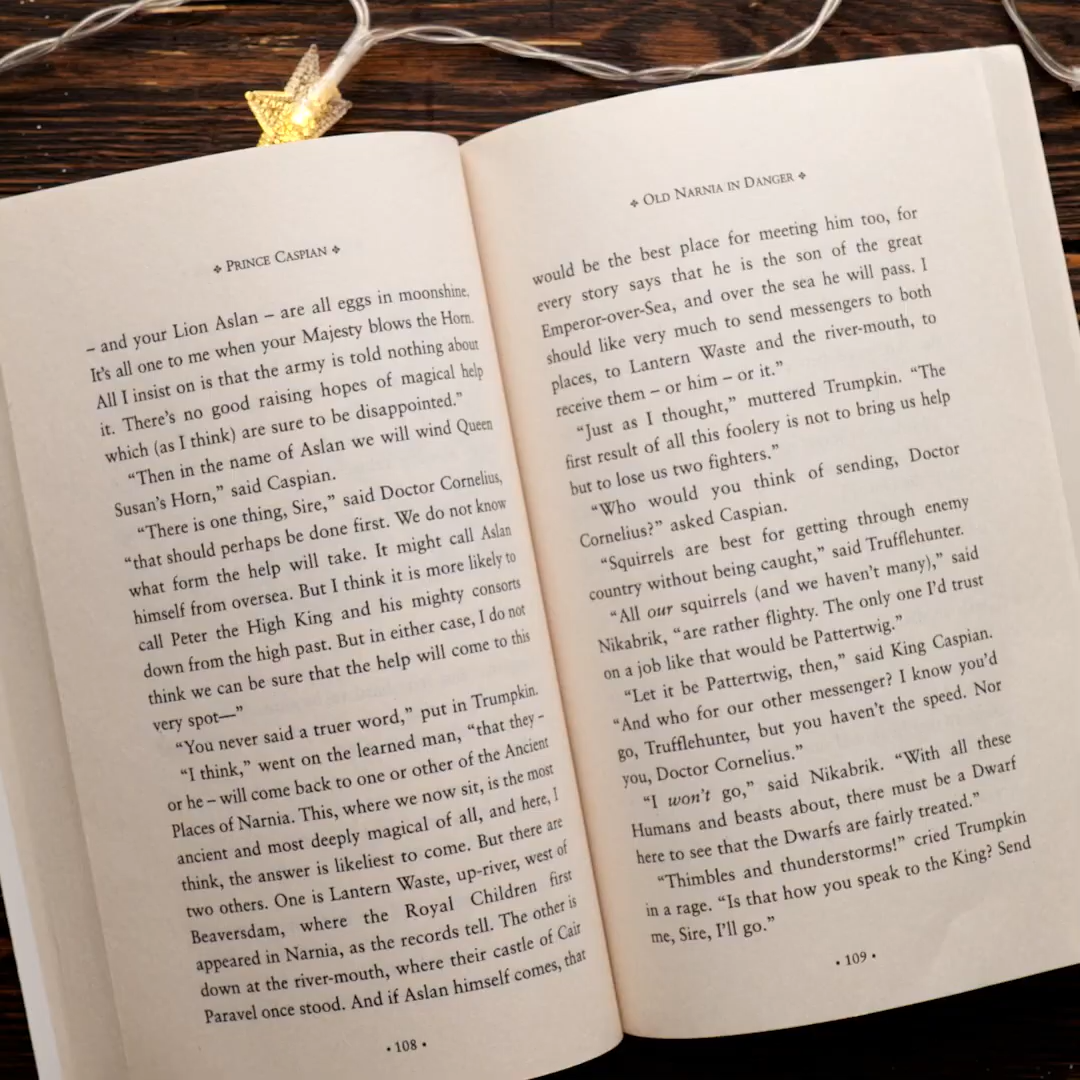 ❖ PRINCE CASPIAN ❖
– and your Lion Aslan – are all eggs in moonshine.
It's all one to me when your Majesty blows the Horn.
All I insist on is that the army is told nothing about
it. There's no good raising hopes of magical help
which (as I think) are sure to be disappointed.”
“Then in the name of Aslan we will wind Queen
Susan's Horn,” said Caspian.
“There is one thing, Sire,” said Doctor Cornelius,
“that should perhaps be done first. We do not know
what form the help will take. It might call Aslan
himself from oversea. But I think it is more likely to
call Peter the High King and his mighty consorts
down from the high past. But in either case, I do not
think we can be sure that the help will come to this
very spot—”
“You never said a truer word,” put in Trumpkin.
“I think,” went on the learned man, “that they –
or he – will come back to one or other of the Ancient
Places of Narnia. This, where we now sit, is the most
ancient and most deeply magical of all, and here, I
think, the answer is likeliest to come. But there are
two others. One is Lantern Waste, up-river, west of
Beaversdam, where the Royal Children first
appeared in Narnia, as the records tell. The other is
down at the river-mouth, where their castle of Cair
Paravel once stood. And if Aslan himself comes, that
• 108 •
❖ OLD NARNIA IN DANGER ❖
would be the best place for meeting him too, for
every story says that he is the son of the great
Emperor-over-Sea, and over the sea he will pass. I
should like very much to send messengers to both
places, to Lantern Waste and the river-mouth, to
receive them – or him – or it.”
“Just as I thought,” muttered Trumpkin. “The
first result of all this foolery is not to bring us help
but to lose us two fighters.”
“Who would you think of sending, Doctor
Cornelius?” asked Caspian.
“Squirrels are best for getting through enemy
country without being caught,” said Trufflehunter.
“All our squirrels (and we haven't many),” said
Nikabrik, “are rather flighty. The only one I'd trust
on a job like that would be Pattertwig.”
“Let it be Pattertwig, then,” said King Caspian.
“And who for our other messenger? I know you'd
go, Trufflehunter, but you haven't the speed. Nor
you, Doctor Cornelius.”
“I won't go,” said Nikabrik. “With all these
Humans and beasts about, there must be a Dwarf
here to see that the Dwarfs are fairly treated.”
“Thimbles and thunderstorms!” cried Trumpkin
in a rage. “Is that how you speak to the King? Send
me, Sire, I'll go.”
• 109 •